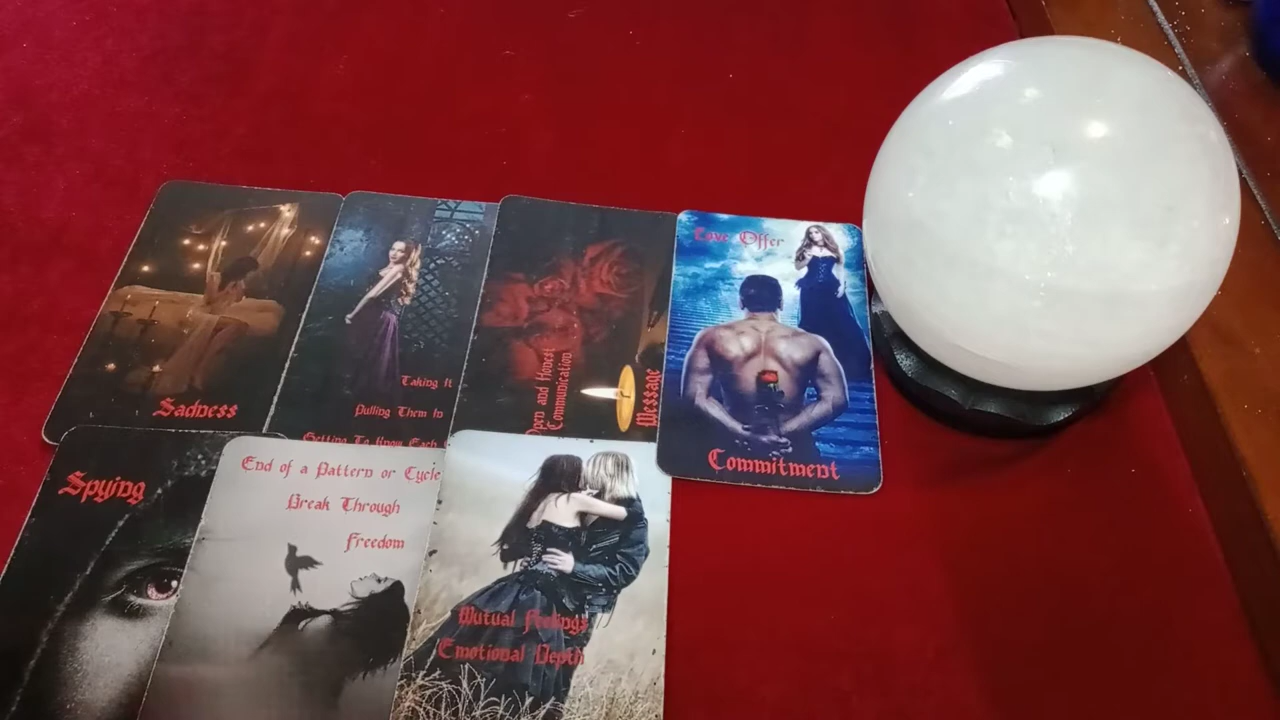 Sadness
Taking It
Pulling Them In
Getting To Know Each
Open and Honest
Communication
Message
Love Offer
Commitment
Spying
End of a Pattern or Cycle
Break Through
Freedom
Mutual Feelings
Emotional Depth